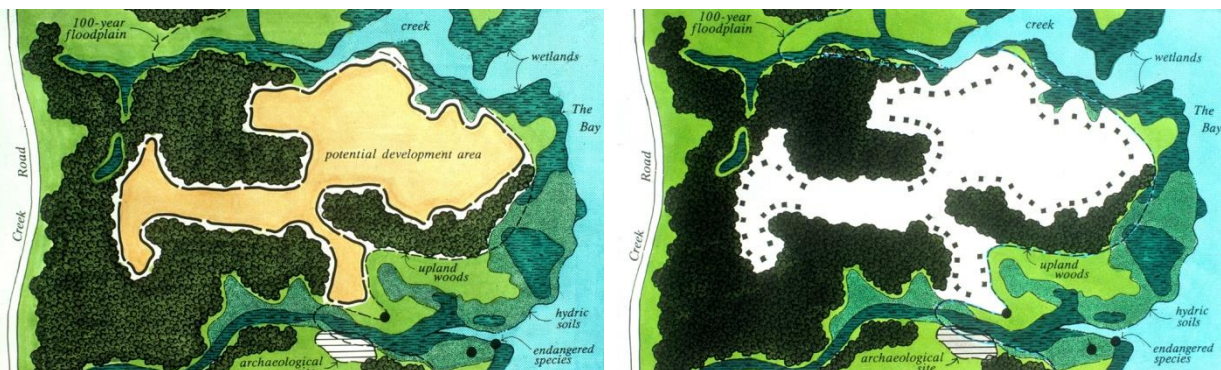 100-year
floodplain
creek
wetlands
The
Bay
potential development area
Creek Road
upland
woods
hydric
soils
endangered
species
archaeological
100-year
floodplain
creek
wetlands
The
Bay
Creek Road
upland
woods
hydric
soils
endangered
species
archaeological
site